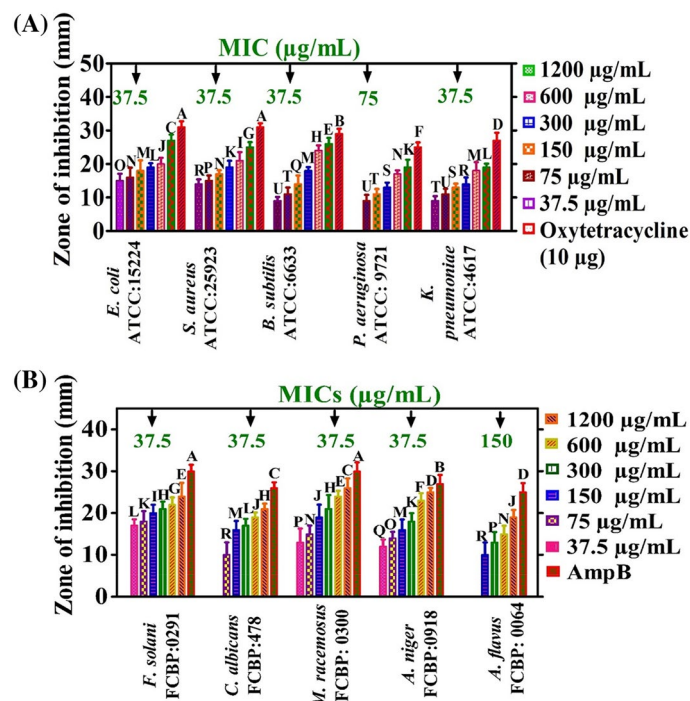 (A)
MIC (µg/mL)
Zone of inhibition (mm)
50
40
30
20
10
0
37.5
37.5
37.5
75
37.5
O N M L J C A
R P N K I G A
U T Q M H E B
U T S N K F
T U S R M L D
E. coli
ATCC:15224
S. aureus
ATCC:25923
B. subtilis
ATCC:6633
P. aeruginosa
ATCC: 9721
K.
pneumoniae
ATCC:4617
1200 µg/mL
600 µg/mL
300 µg/mL
150 µg/mL
75 µg/mL
37.5 µg/mL
Oxytetracycline
(10 µg)
(B)
MICs (µg/mL)
Zone of inhibition (mm)
40
30
20
10
0
37.5
37.5
37.5
37.5
150
L K I H G E A
R M L J H C
P N J H E C A
Q O M K F D B
R P N J D
F. solani
FCBP:0291
C. albicans
FCBP:478
M. racemosus
FCBP: 0300
A. niger
FCBP:0918
A. flavus
FCBP: 0064
1200 µg/mL
600 µg/mL
300 µg/mL
150 µg/mL
75 µg/mL
37.5 µg/mL
AmpB